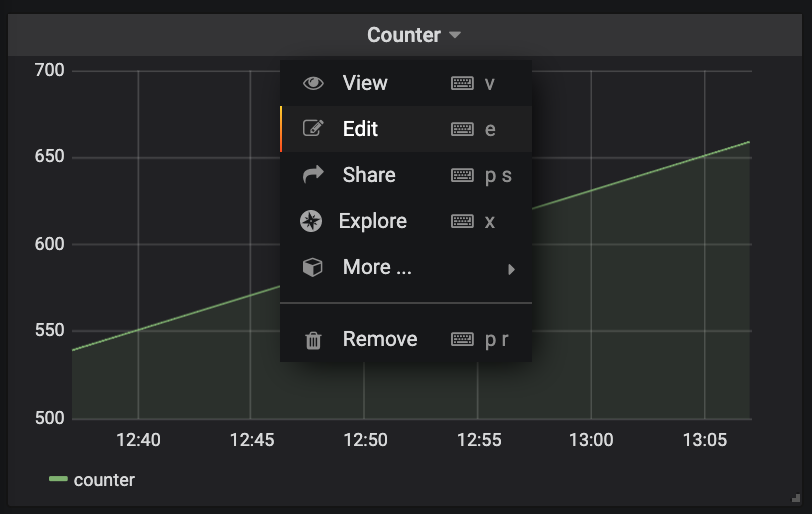 Counter
700
View v
650
Edit e
Share p s
600
Explore x
More ...
550
Remove p r
500
12:40 12:45 12:50 12:55 13:00 13:05
counter